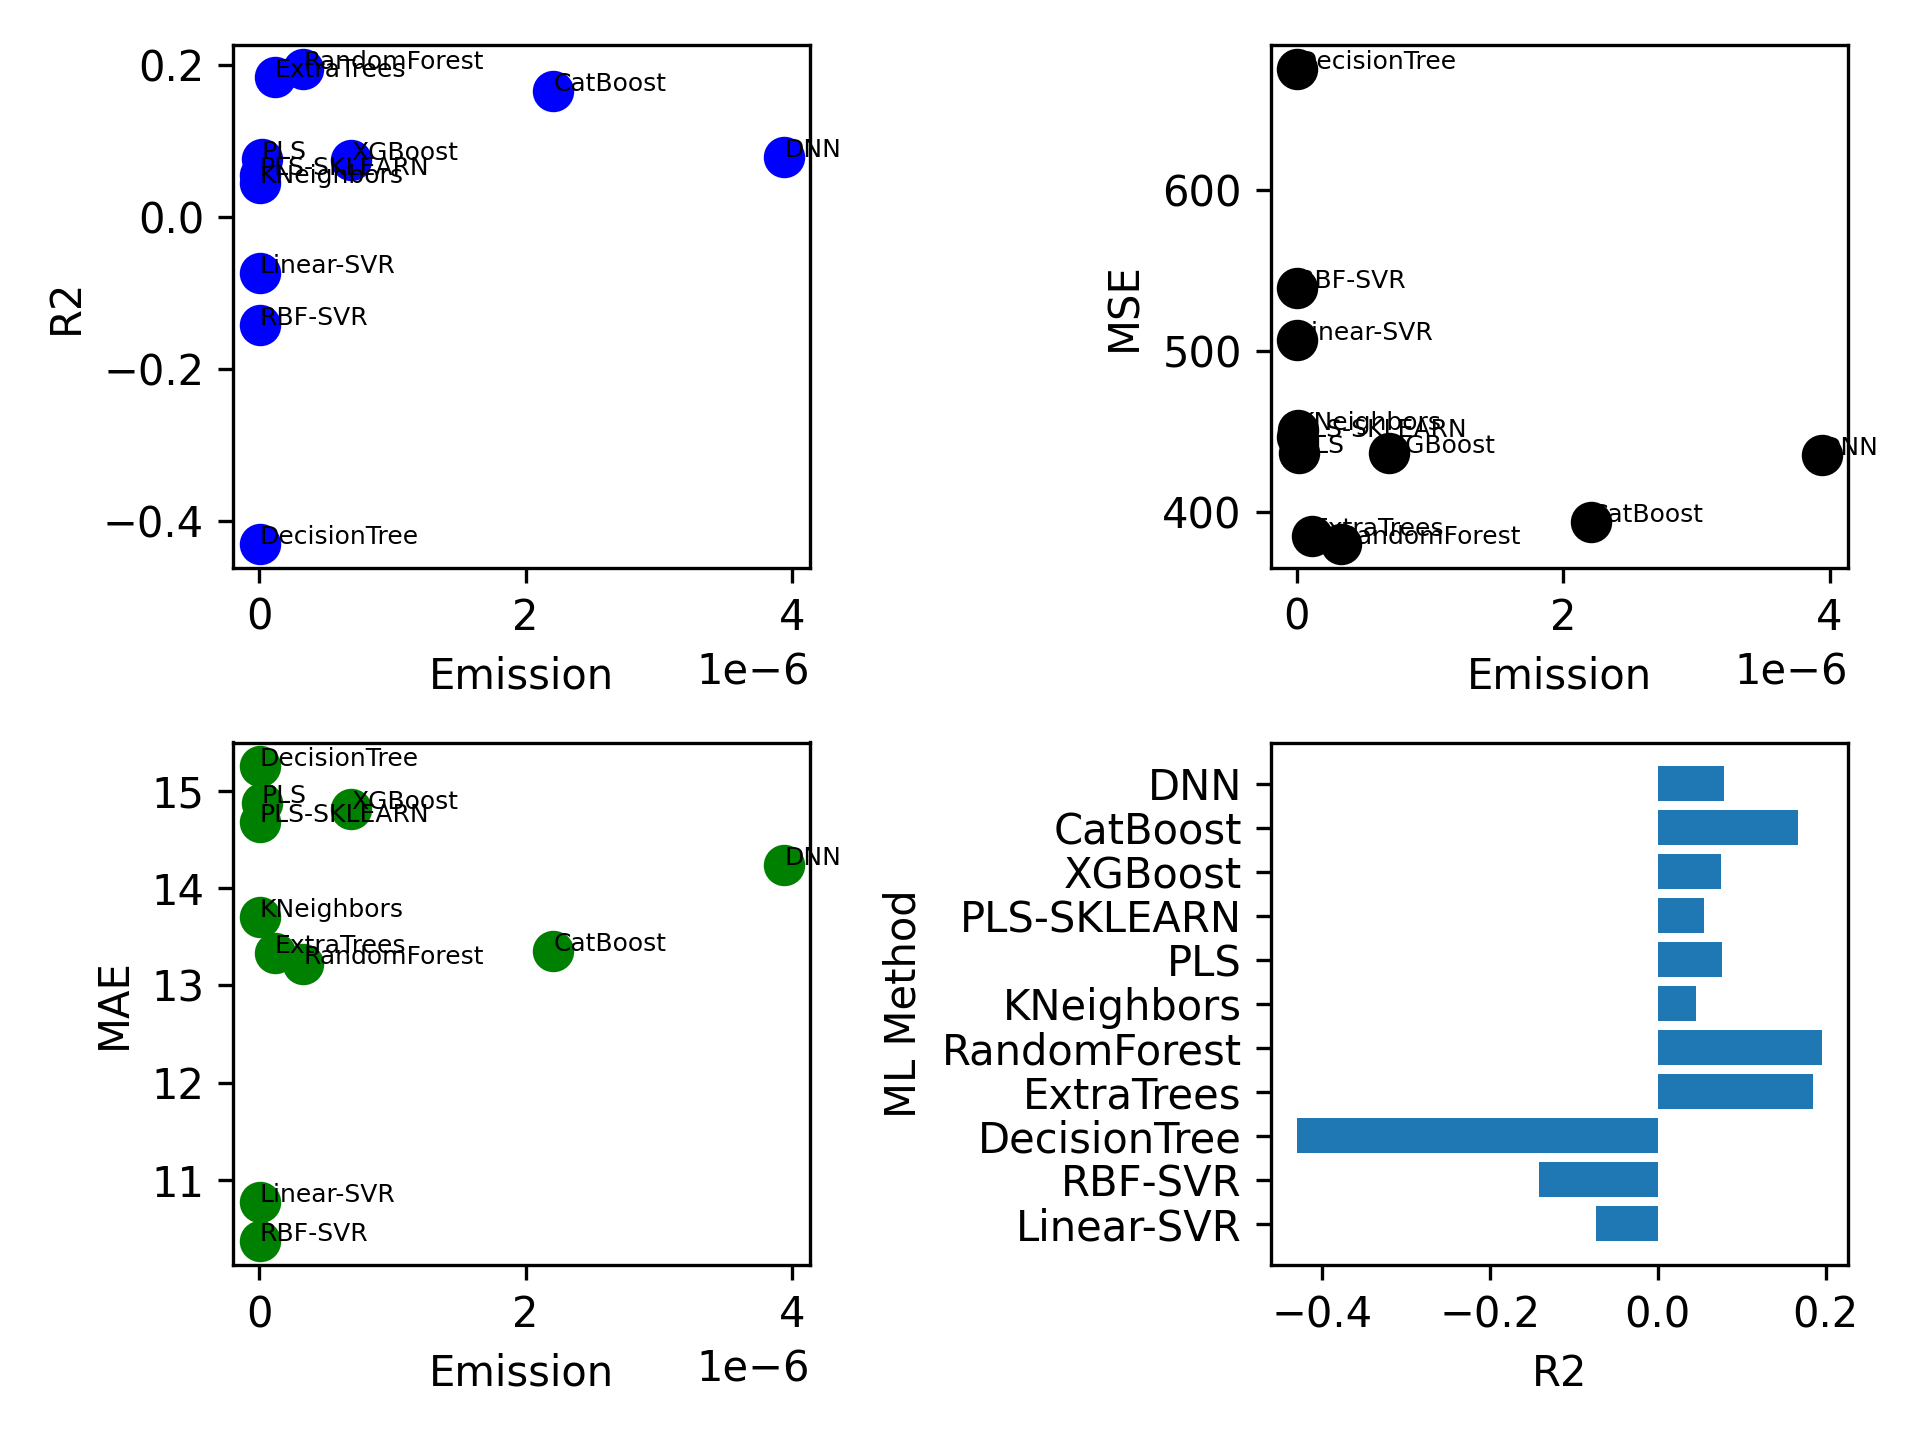 0.2
0.0
−0.2
−0.4
R2
RandomForest
ExtraTrees
CatBoost
PLS
XGBoost
DNN
PLS-SKLEARN
KNeighbors
Linear-SVR
RBF-SVR
DecisionTree
0
2
4
Emission
1e−6
600
500
400
MSE
DecisionTree
RBF-SVR
Linear-SVR
KNeighbors
PLS-SKLEARN
PLS
XGBoost
DNN
CatBoost
ExtraTrees
RandomForest
0
2
4
Emission
1e−6
15
14
13
12
11
MAE
DecisionTree
PLS
XGBoost
PLS-SKLEARN
DNN
KNeighbors
ExtraTrees
CatBoost
RandomForest
Linear-SVR
RBF-SVR
0
2
4
Emission
1e−6
ML Method
DNN
CatBoost
XGBoost
PLS-SKLEARN
PLS
KNeighbors
RandomForest
ExtraTrees
DecisionTree
RBF-SVR
Linear-SVR
−0.4
−0.2
0.0
0.2
R2